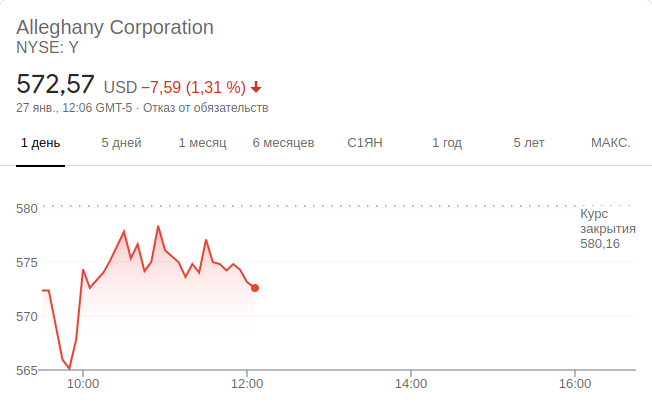 Alleghany Corporation
NYSE: Y
572,57 USD −7,59 (1,31 %)
27 янв., 12:06 GMT-5 · Отказ от обязательств
1 день 5 дней 1 месяц 6 месяцев С1ЯН 1 год 5 лет МАКС.
580
Курс
закрытия
580,16
575
570
565
10:00 12:00 14:00 16:00